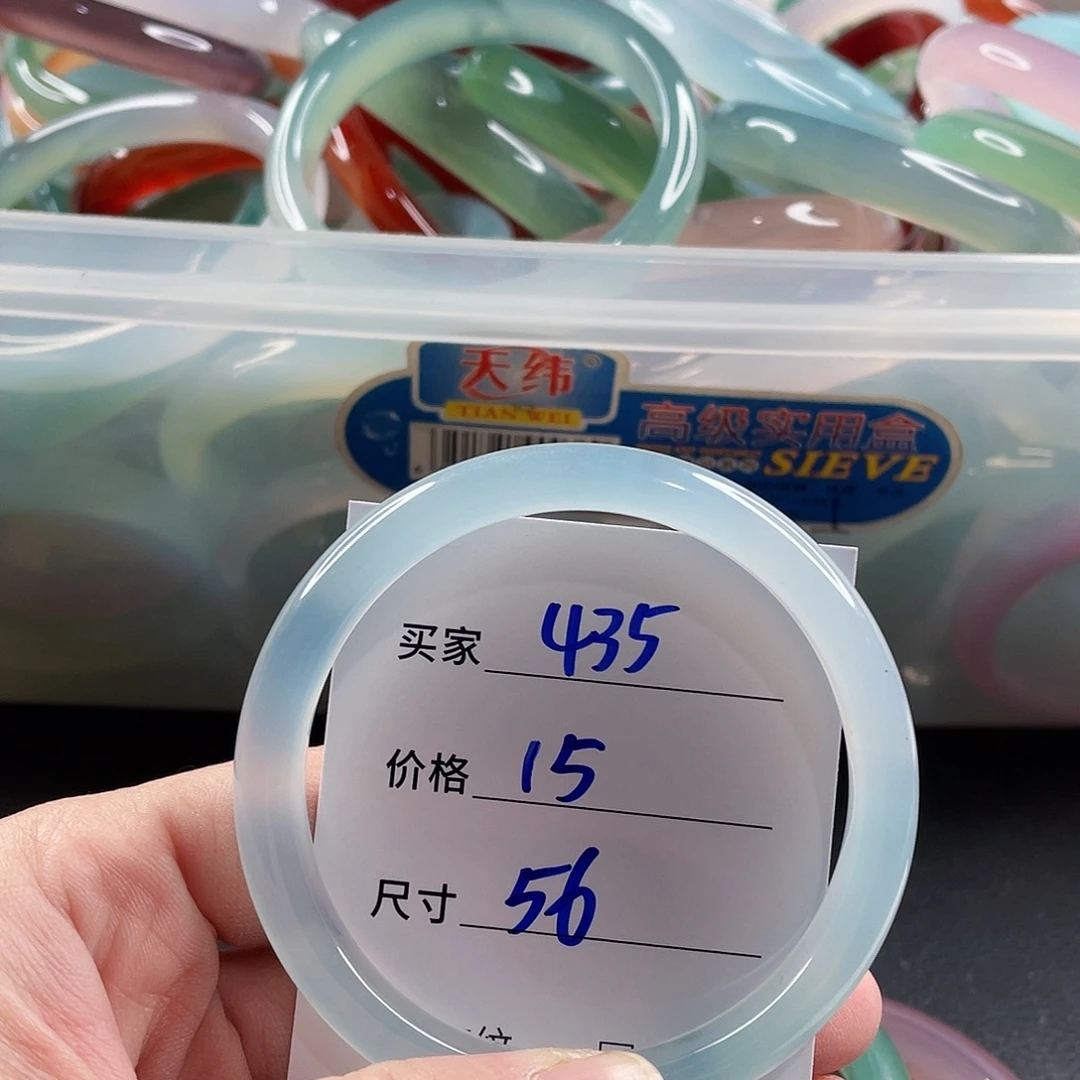 天纬
TIAN WEI
高级实用盒
SIEVE
买家 435
价格 15
尺寸 56